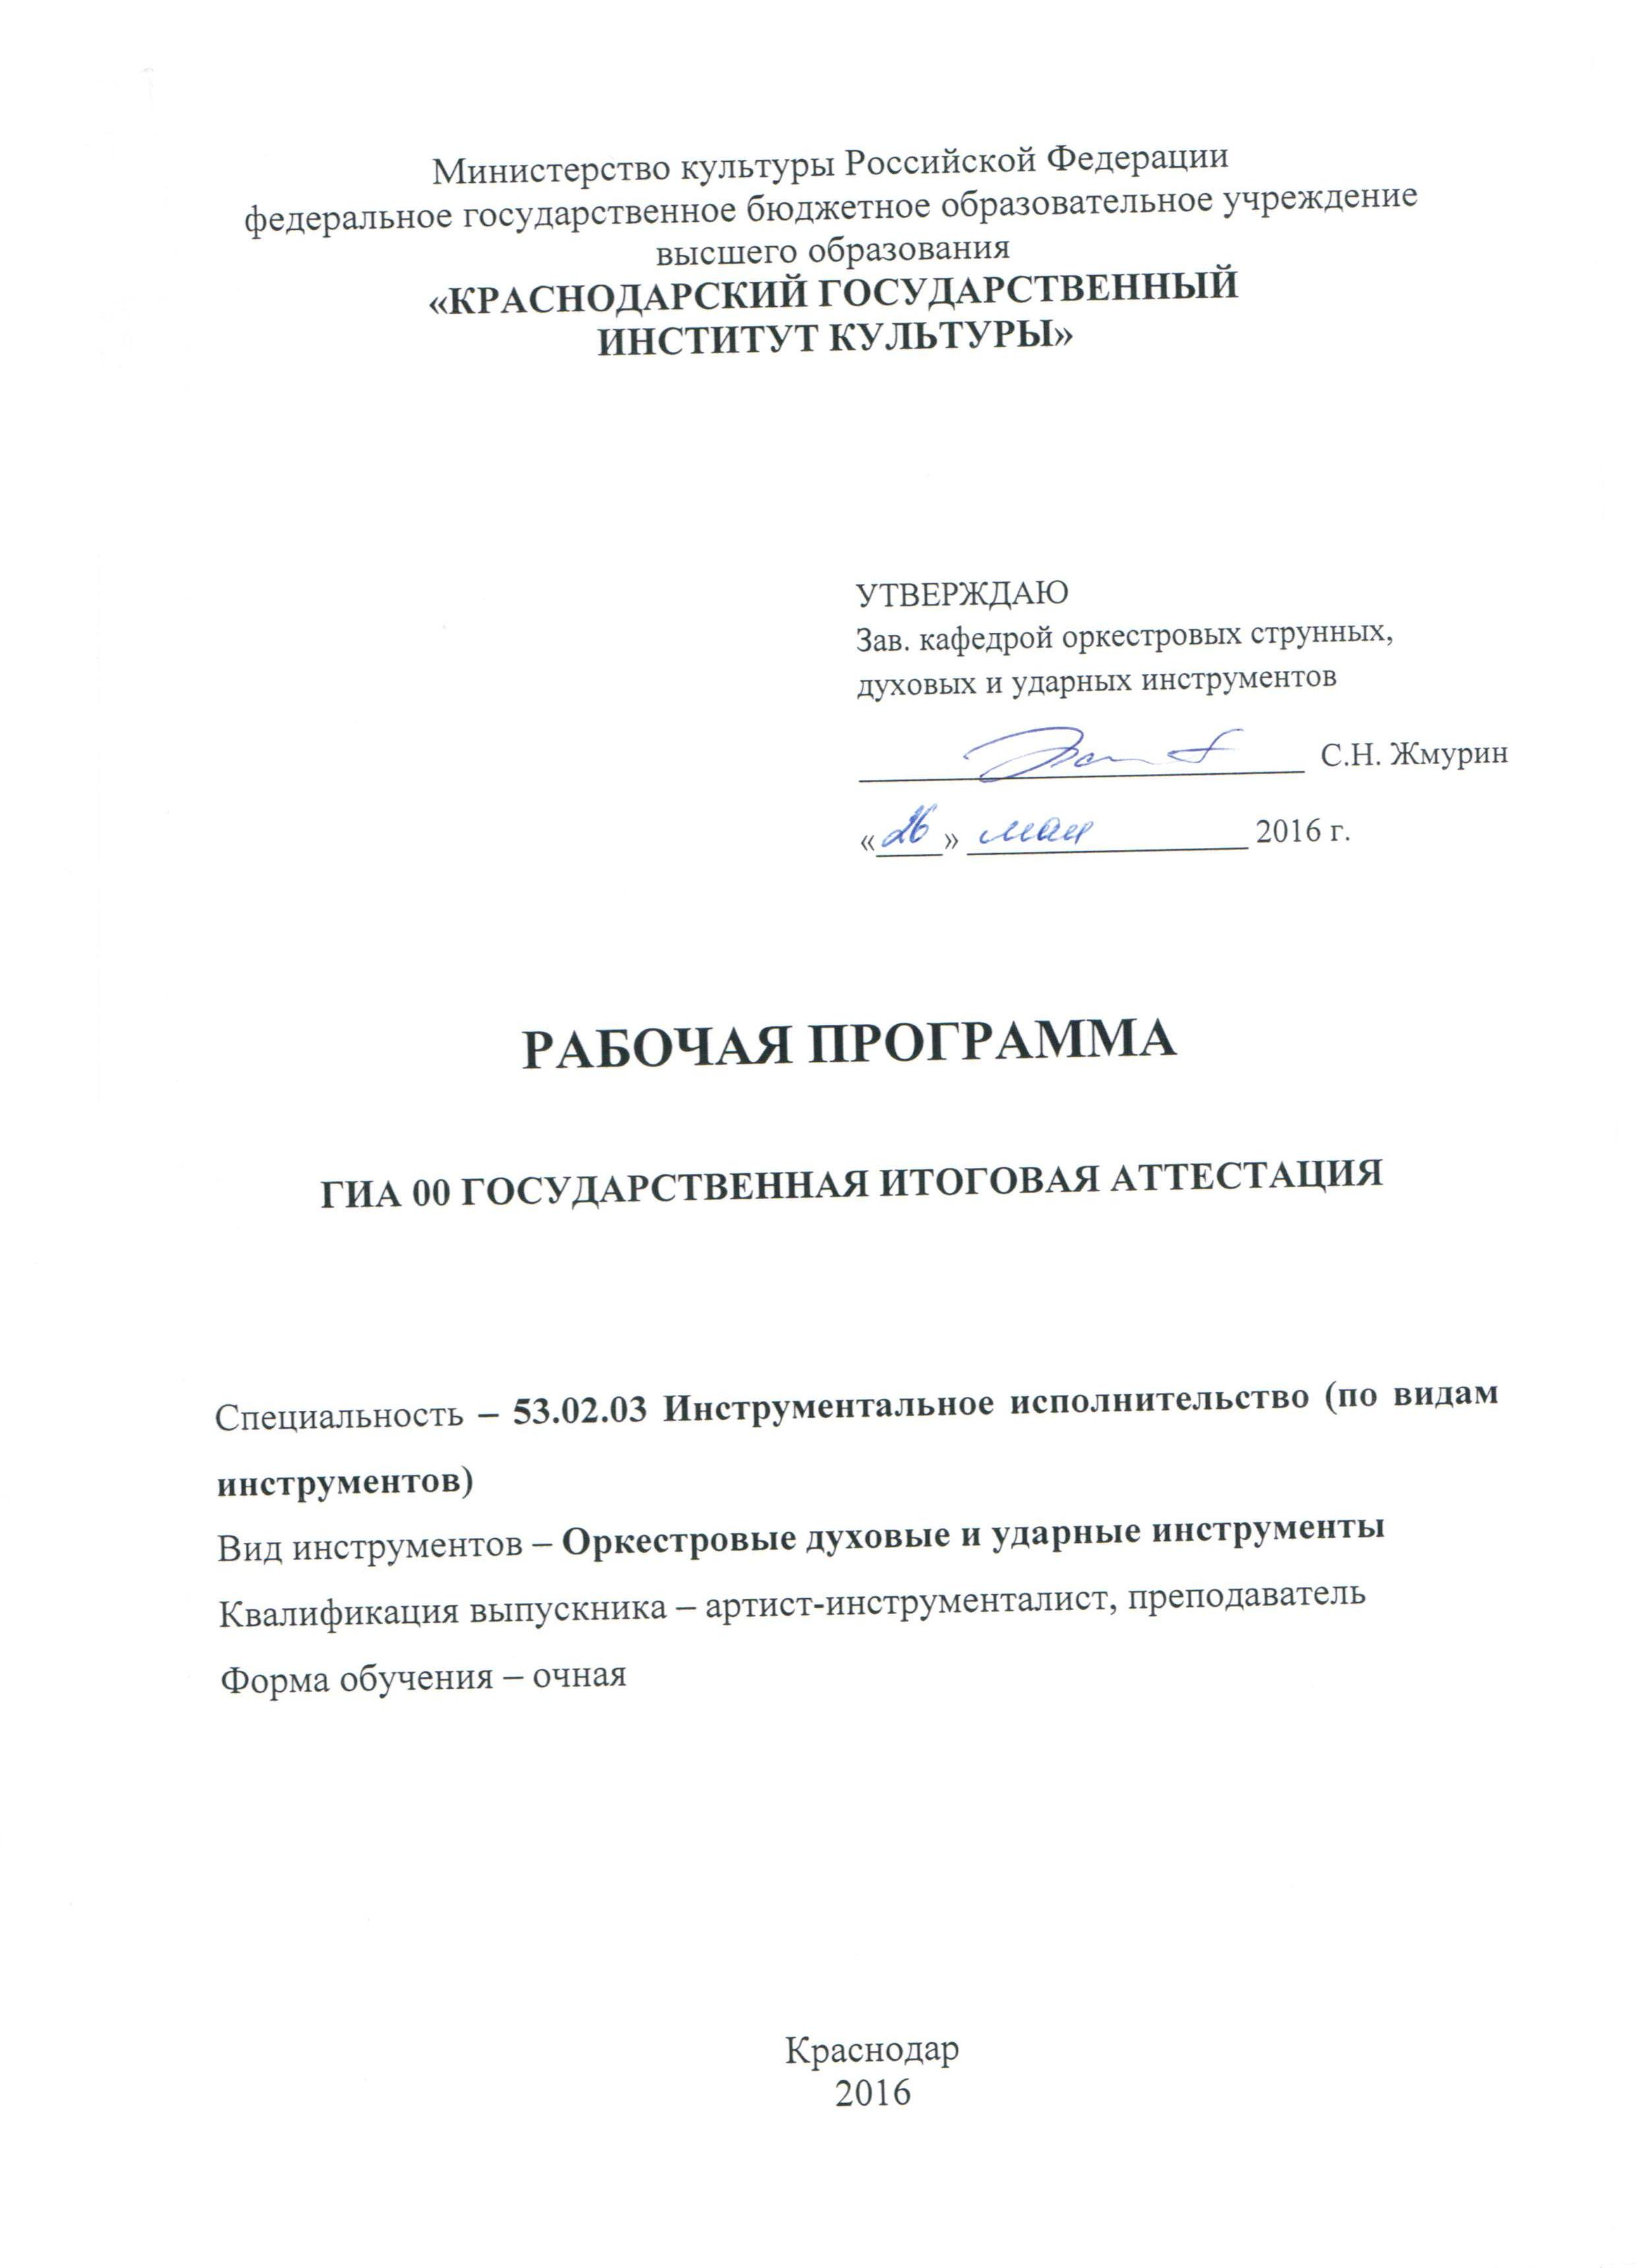 Министерство культуры Российской Федерации
федеральное государственное бюджетное образовательное учреждение
высшего образования
«КРАСНОДАРСКИЙ ГОСУДАРСТВЕННЫЙ
ИНСТИТУТ КУЛЬТУРЫ»
УТВЕРЖДАЮ
Зав. кафедрой оркестровых струнных,
духовых и ударных инструментов
С.Н. Жмурин
«26» мая 2016 г.
РАБОЧАЯ ПРОГРАММА
ГИА 00 ГОСУДАРСТВЕННАЯ ИТОГОВАЯ АТТЕСТАЦИЯ
Специальность – 53.02.03 Инструментальное исполнительство (по видам
инструментов)
Вид инструментов – Оркестровые духовые и ударные инструменты
Квалификация выпускника – артист-инструменталист, преподаватель
Форма обучения – очная
Краснодар
2016